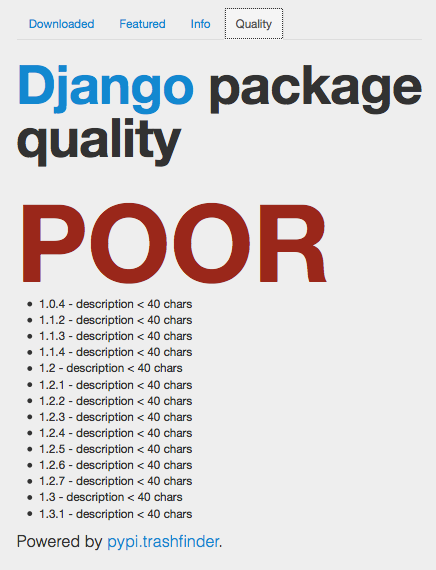 Downloaded Featured Info Quality
Django package
quality
POOR
1.0.4 - description < 40 chars
1.1.2 - description < 40 chars
1.1.3 - description < 40 chars
1.1.4 - description < 40 chars
1.2 - description < 40 chars
1.2.1 - description < 40 chars
1.2.2 - description < 40 chars
1.2.3 - description < 40 chars
1.2.4 - description < 40 chars
1.2.5 - description < 40 chars
1.2.6 - description < 40 chars
1.2.7 - description < 40 chars
1.3 - description < 40 chars
1.3.1 - description < 40 chars
Powered by pypi.trashfinder.